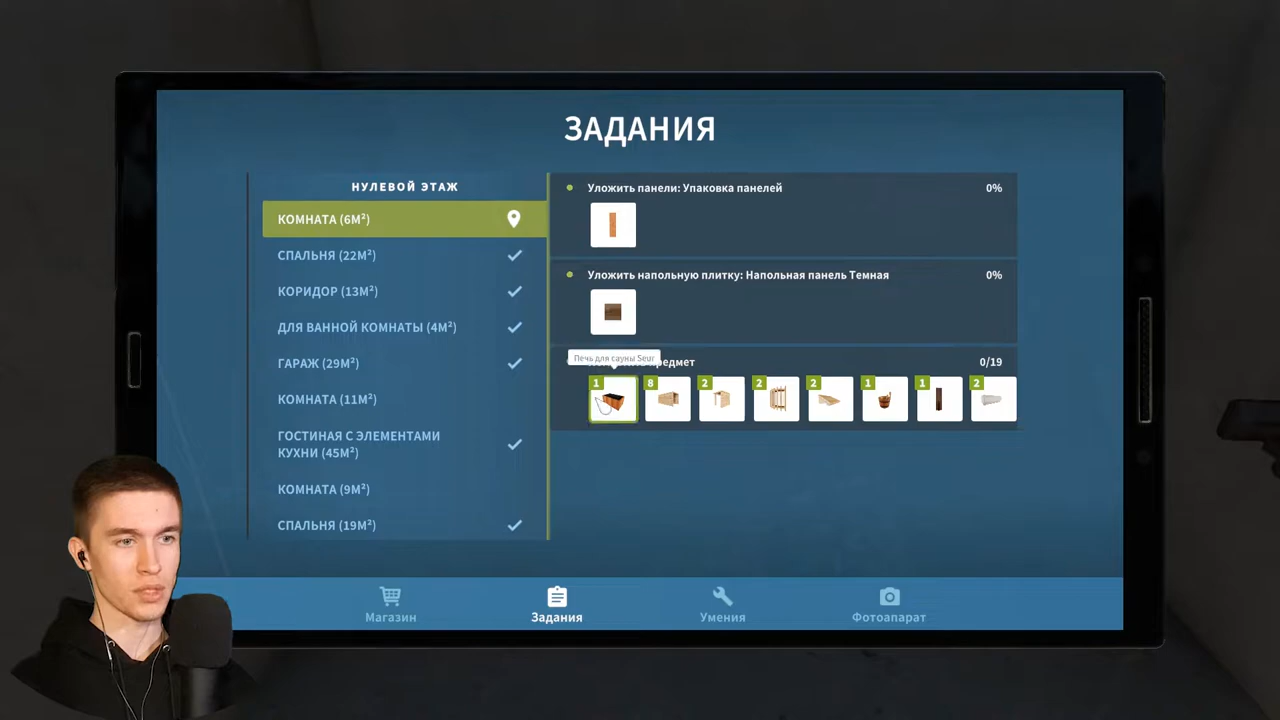 ЗАДАНИЯ
НУЛЕВОЙ ЭТАЖ
КОМНАТА (6М²)
СПАЛЬНЯ (22М²)
КОРИДОР (13М²)
ДЛЯ ВАННОЙ КОМНАТЫ (4М²)
ГАРАЖ (29М²)
КОМНАТА (11М²)
ГОСТИНАЯ С ЭЛЕМЕНТАМИ
КУХНИ (45М²)
КОМНАТА (9М²)
СПАЛЬНЯ (19М²)
Уложить панели: Упаковка панелей 0%
Уложить напольную плитку: Напольная панель Темная 0%
Печь для сауны Seur
0/19
1 8 2 2 2 1 1 2
Магазин Задания Умения Фотоаппарат